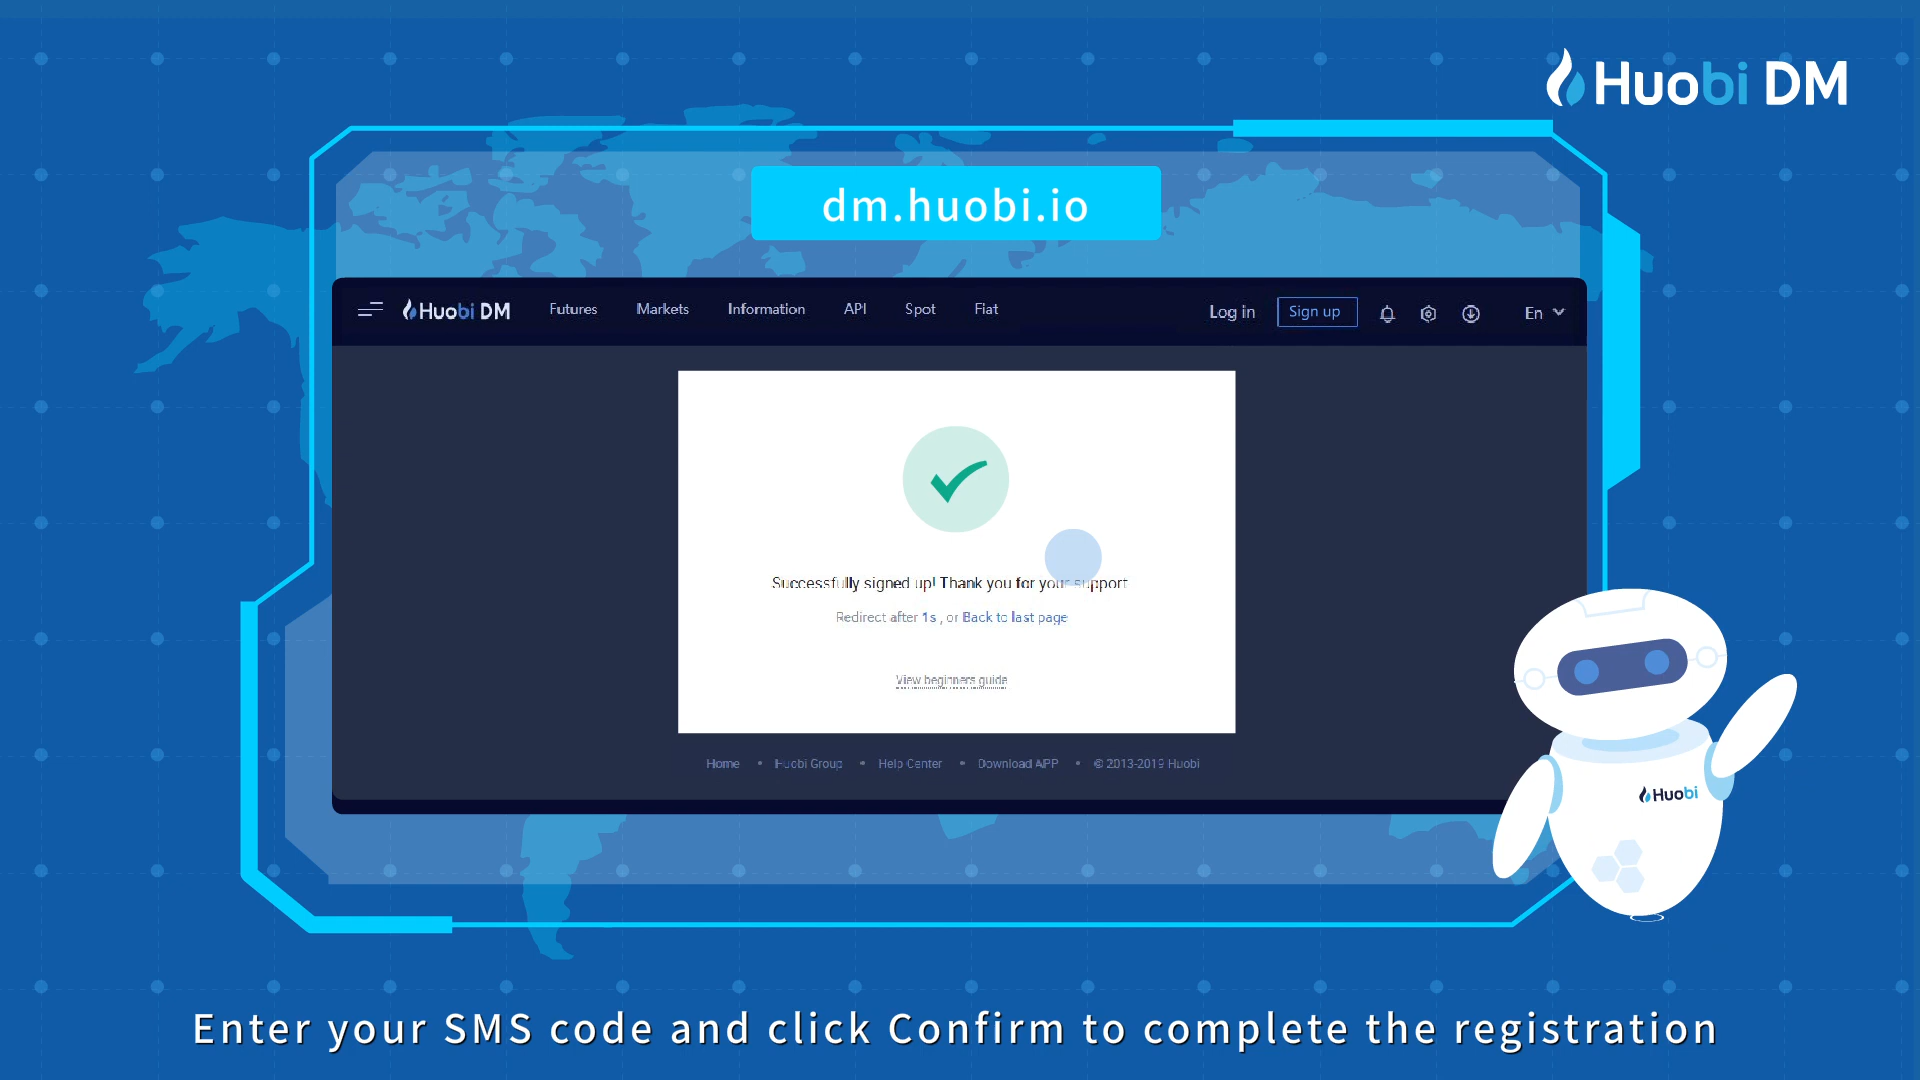 Huobi DM
dm.huobi.io
Huobi DM Futures Markets Information API Spot Fiat Log in Sign up En
Successfully signed up! Thank you for your support
Redirect after 1s , or Back to last page
View beginners guide
Home • Huobi Group • Help Center • Download APP • © 2013-2019 Huobi
Huobi
Enter your SMS code and click Confirm to complete the registration